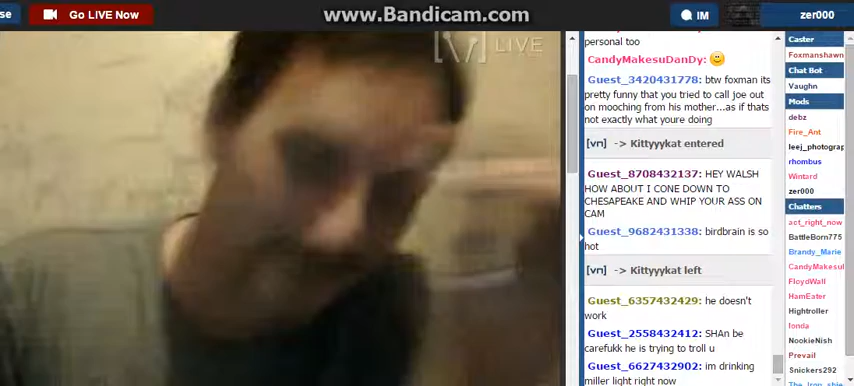 se
Go LIVE Now
www.Bandicam.com
IM
zer000
[V] LIVE
personal too
CandyMakesuDanDy:
Guest_3420431778: btw foxman its
pretty funny that you tried to call joe out
on mooching from his mother...as if thats
not exactly what youre doing
[vn] -> Kittyyykat entered
Guest_8708432137: HEY WALSH
HOW ABOUT I CONE DOWN TO
CHESAPEAKE AND WHIP YOUR ASS ON
CAM
Guest_9682431338: birdbrain is so
hot
[vn] -> Kittyyykat left
Guest_6357432429: he doesn't
work
Guest_2558432412: SHAn be
carefukk he is trying to troll u
Guest_6627432902: im drinking
miller light right now
Caster
Foxmanshawn
Chat Bot
Vaughn
Mods
debz
Fire_Ant
leej_photograp
rhombus
Wintard
zer000
Chatters
act_right_now
BattleBorn775
Brandy_Marie
CandyMakesul
FloydWall
HamEater
Hightroller
londa
NookieNish
Prevail
Snickers292
The_Iron_shie